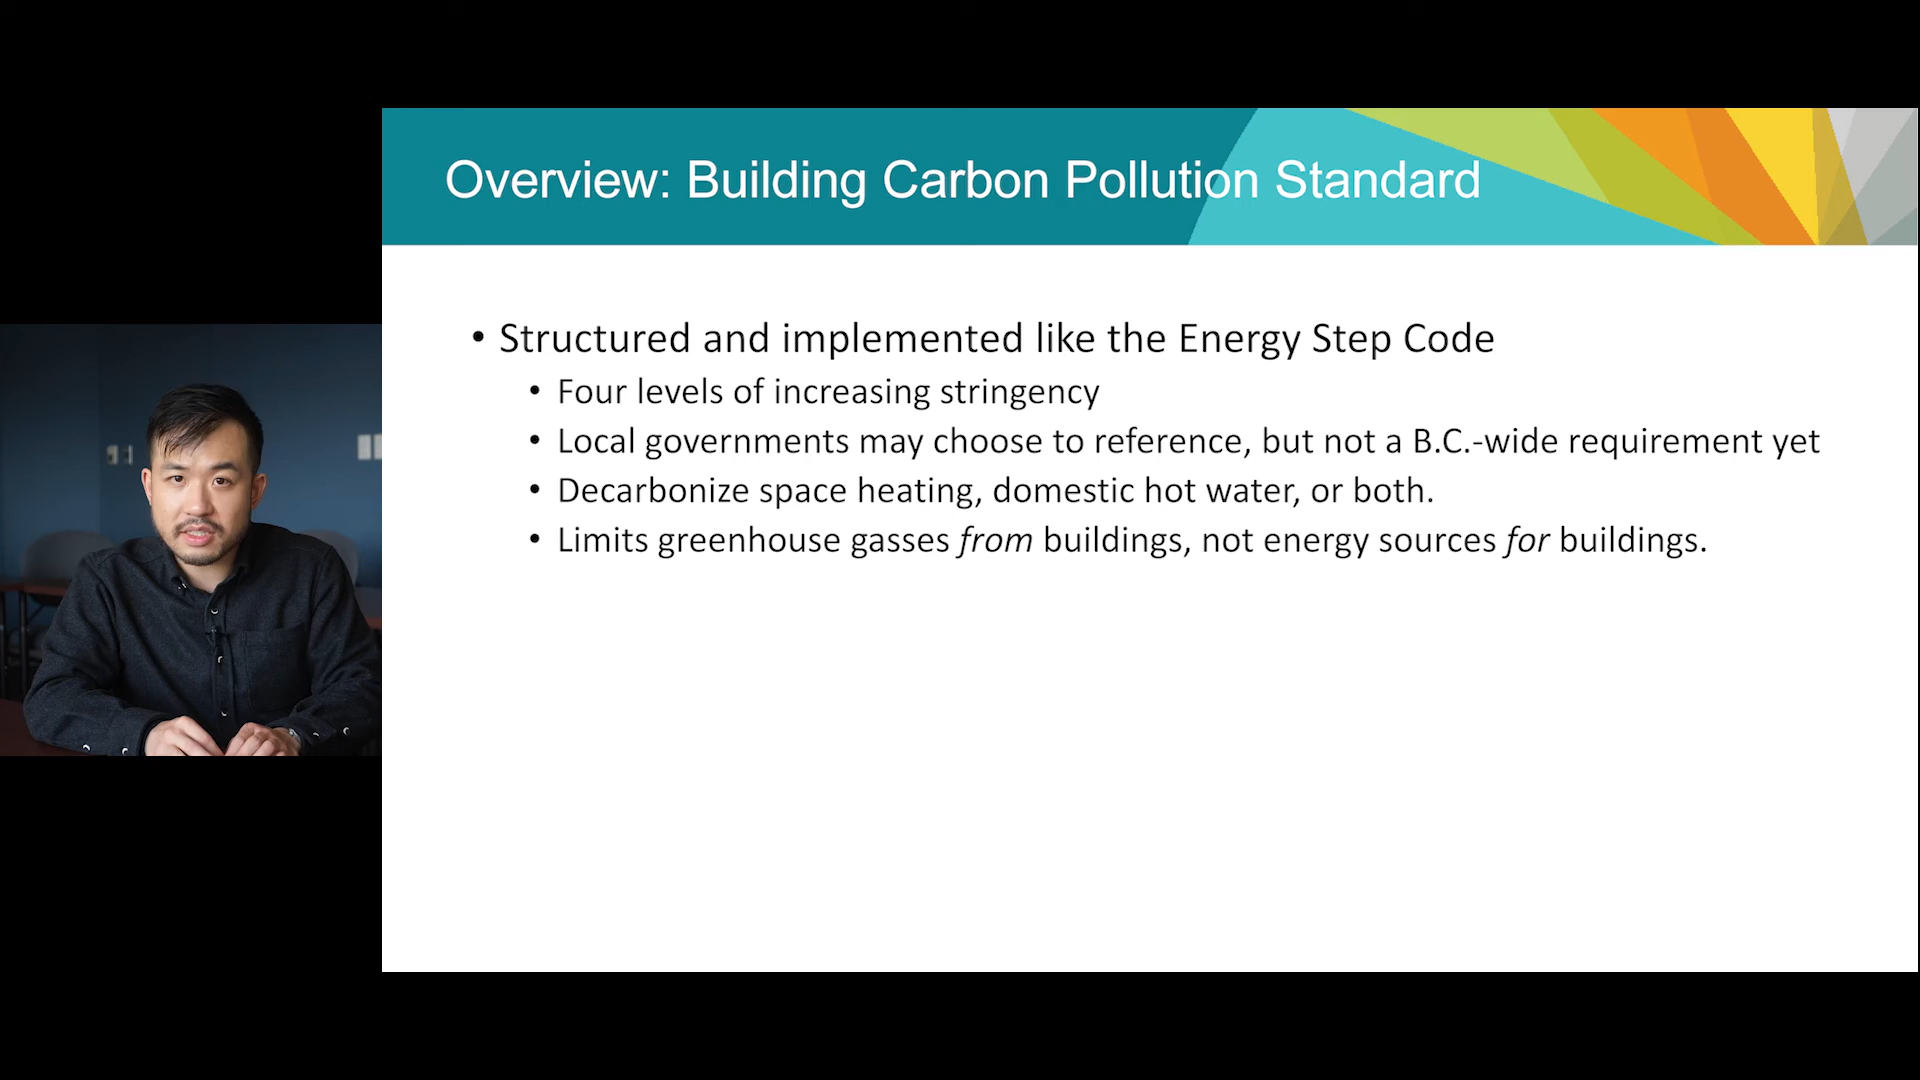 Overview: Building Carbon Pollution Standard
• Structured and implemented like the Energy Step Code
• Four levels of increasing stringency
• Local governments may choose to reference, but not a B.C.-wide requirement yet
• Decarbonize space heating, domestic hot water, or both.
• Limits greenhouse gasses from buildings, not energy sources for buildings.